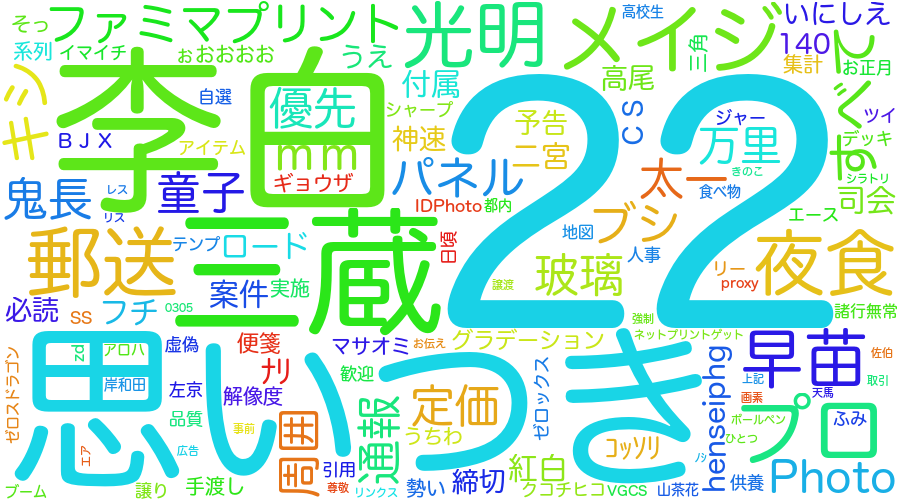 そっ
ファミマプリント
光明
メイジ
高校生
いにしえ
系列
イマイチ
ぉおおおお
うえ
三角
140
集計
お正月
キジ
李白
自選
優先
付属
高尾
シャープ
CS
予告
ジャー
ツイ
すぐに
デッキ
BJX
アイテム
mm
神速
二宮
22
万里
きのこ
シラトリ
鬼長
レス
リス
童子
ギョウザ
パネル
IDPhoto
都内
太一
食べ物
司会
エース
ブシ
地図
人事
郵送
テンプ
ロード
三蔵
日頃
玻璃
譲渡
リー
proxy
夜食
必読
SS
フチ
0305
案件
実施
諸行無常
強制
ネットプリントゲット
ゼロスドラゴン
思いつき
zp
アロハ
岸和田
虚偽
便箋
マサオミ
お伝え
グラデーション
ナリ
歓迎
左京
解像度
ゼロックス
定価
henseiphg
早苗
佐伯
上記
天馬
取引
画素
プロ
品質
事前
周囲
通報
うちわ
コッソリ
ボールペン
ふみ
ひとつ
エア
広告
引用
尊敬
リンクス
勢い
締切
紅白
クコチヒコ
VGCS
山茶花
ノシ
供養
Photo
ブーム
譲り
手渡し